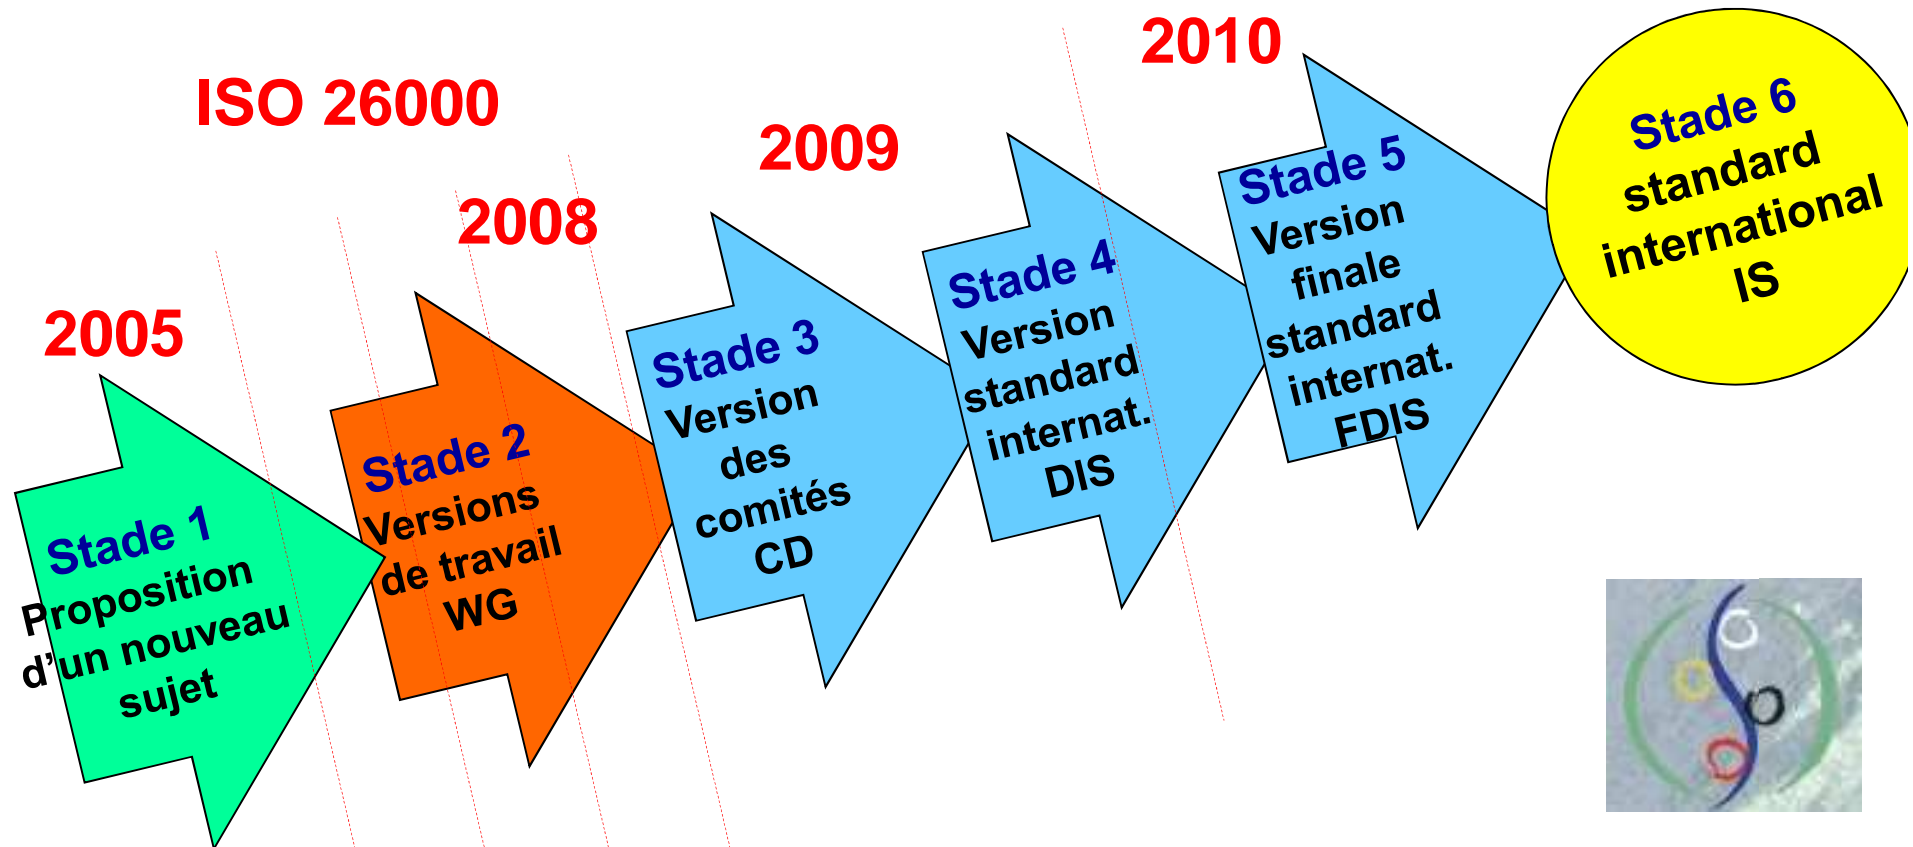 ISO 26000
2005
2008
2009
2010
Stade 1
Proposition
d’un nouveau
sujet
Stade 2
Versions
de travail
WG
Stade 3
Version
des
comités
CD
Stade 4
Version
standard
internat.
DIS
Stade 5
Version
finale
standard
internat.
FDIS
Stade 6
standard
international
IS